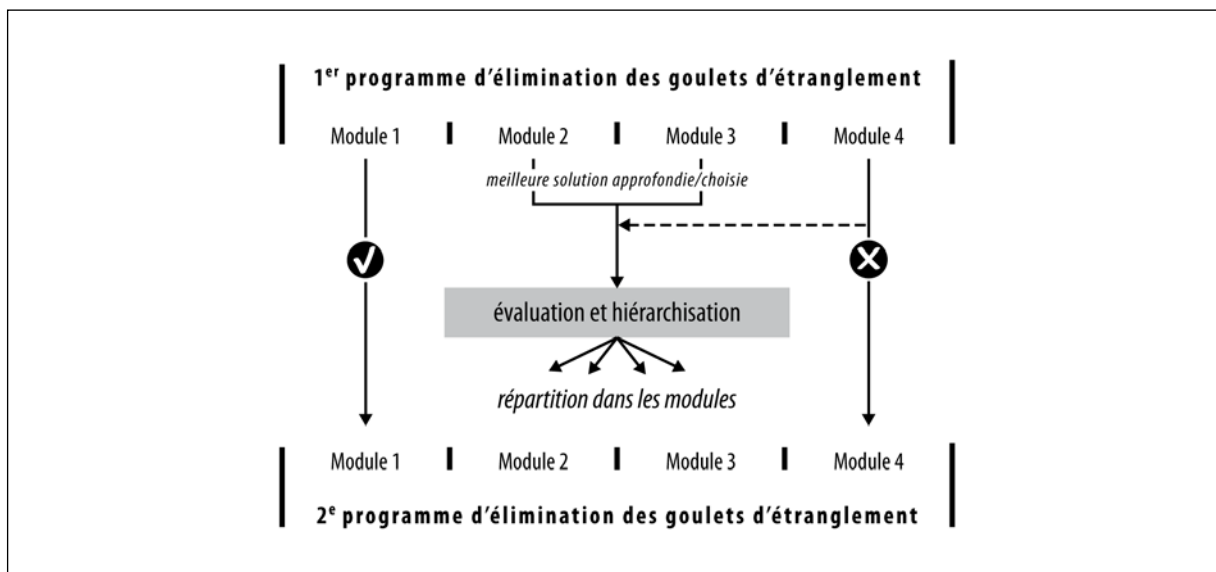 1er programme d’élimination des goulets d’étranglement
Module 1 Module 2 Module 3 Module 4
meilleure solution approfondie/choisie
évaluation et hiérarchisation
répartition dans les modules
Module 1 Module 2 Module 3 Module 4
2e programme d’élimination des goulets d’étranglement